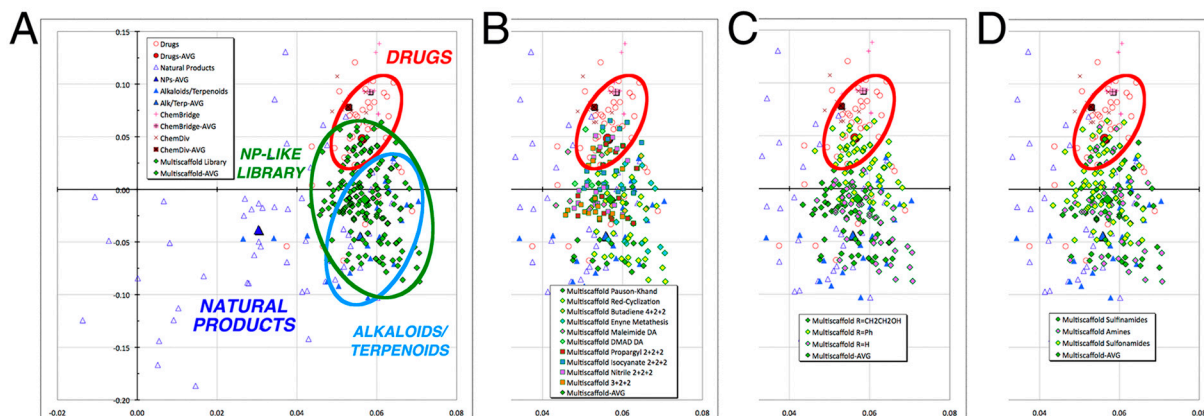 A
B
C
D
0.15
0.10
0.05
0.00
-0.05
-0.10
-0.15
-0.20
-0.02
0.00
0.02
0.04
0.06
0.08
Drugs
Drugs-AVG
Natural Products
NPs-AVG
Alkaloids/Terpenoids
Alk/Terp-AVG
ChemBridge
ChemBridge-AVG
ChemDiv
ChemDiv-AVG
Multiscaffold Library
Multiscaffold-AVG
DRUGS
NP-LIKE
LIBRARY
NATURAL
PRODUCTS
ALKALOIDS/
TERPENOIDS
Multiscaffold Pauson-Khand
Multiscaffold Red-Cyclization
Multiscaffold Butadiene 4+2+2
Multiscaffold Enyne Metathesis
Multiscaffold Maleimide DA
Multiscaffold DMAD DA
Multiscaffold Propargyl 2+2+2
Multiscaffold Isocyanate 2+2+2
Multiscaffold Nitrile 2+2+2
Multiscaffold 3+2+2
Multiscaffold-AVG
0.04
0.06
0.08
Multiscaffold R=CH2CH2OH
Multiscaffold R=Ph
Multiscaffold R=H
Multiscaffold-AVG
0.04
0.06
0.08
Multiscaffold Sulfinamides
Multiscaffold Amines
Multiscaffold Sulfonamides
Multiscaffold-AVG
0.04
0.06
0.08